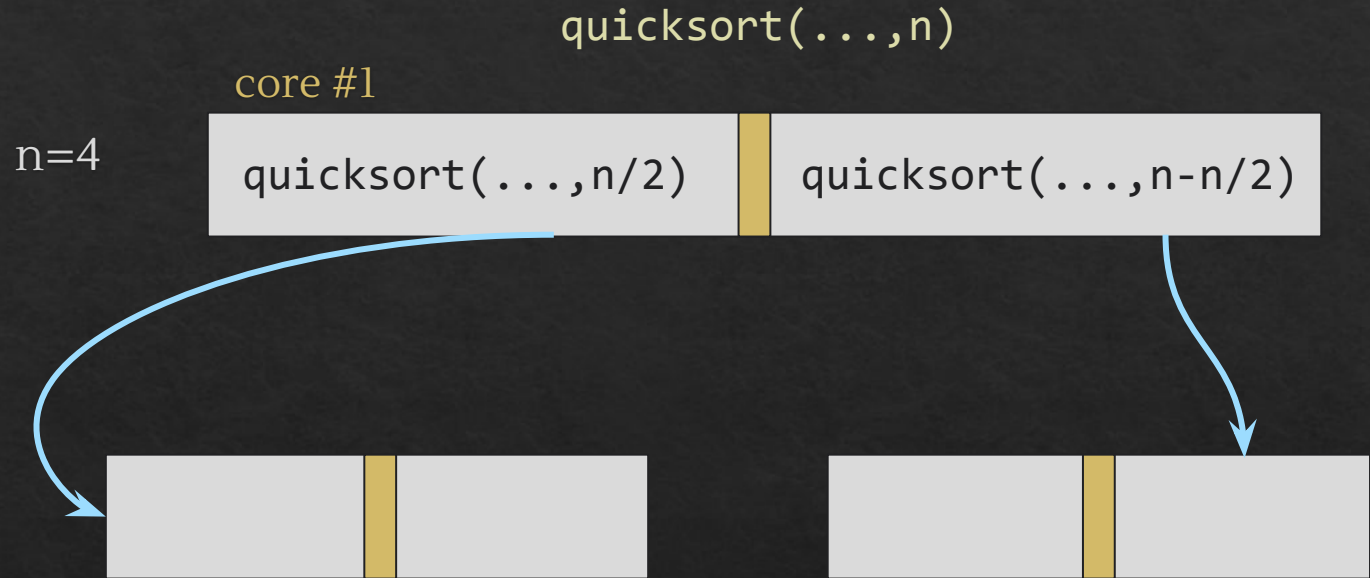 quicksort(...,n)
core #1
n=4
quicksort(...,n/2)
quicksort(...,n-n/2)